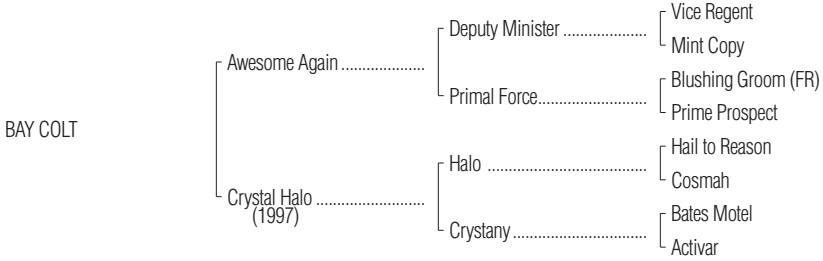 Vice Regent
Deputy Minister ....................
Mint Copy
Awesome Again ....................
Blushing Groom (FR)
Primal Force..........................
Prime Prospect
BAY COLT
Hail to Reason
Halo ......................................
Cosmah
Crystal Halo ..........................
(1997)
Bates Motel
Crystany ................................
Activar